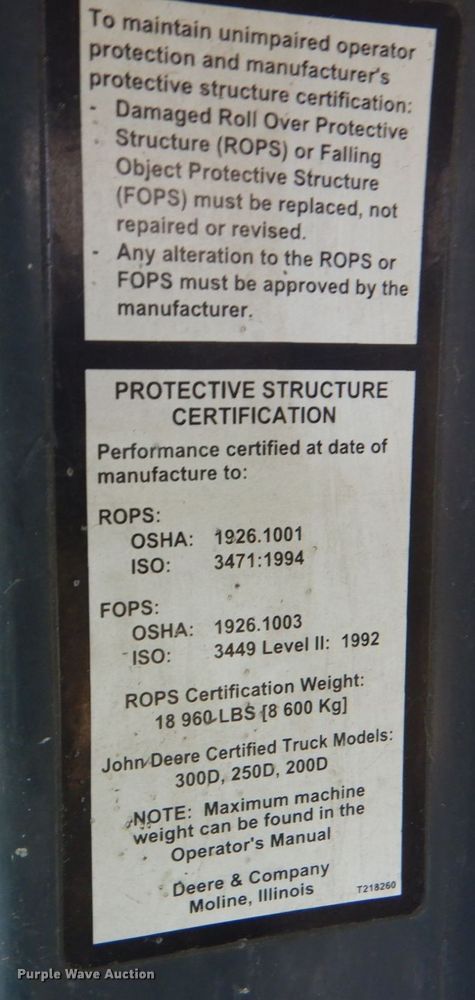 To maintain unimpaired operator
protection and manufacturer's
protective structure certification:
- Damaged Roll Over Protective
Structure (ROPS) or Falling
Object Protective Structure
(FOPS) must be replaced, not
repaired or revised.
- Any alteration to the ROPS or
FOPS must be approved by the
manufacturer.
PROTECTIVE STRUCTURE
CERTIFICATION
Performance certified at date of
manufacture to:
ROPS:
OSHA: 1926.1001
ISO: 3471:1994
FOPS:
OSHA: 1926.1003
ISO: 3449 Level II: 1992
ROPS Certification Weight:
18 960 LBS [8 600 Kg]
John Deere Certified Truck Models:
300D, 250D, 200D
NOTE: Maximum machine
weight can be found in the
Operator's Manual
Deere & Company
Moline, Illinois
T218260
Purple Wave Auction